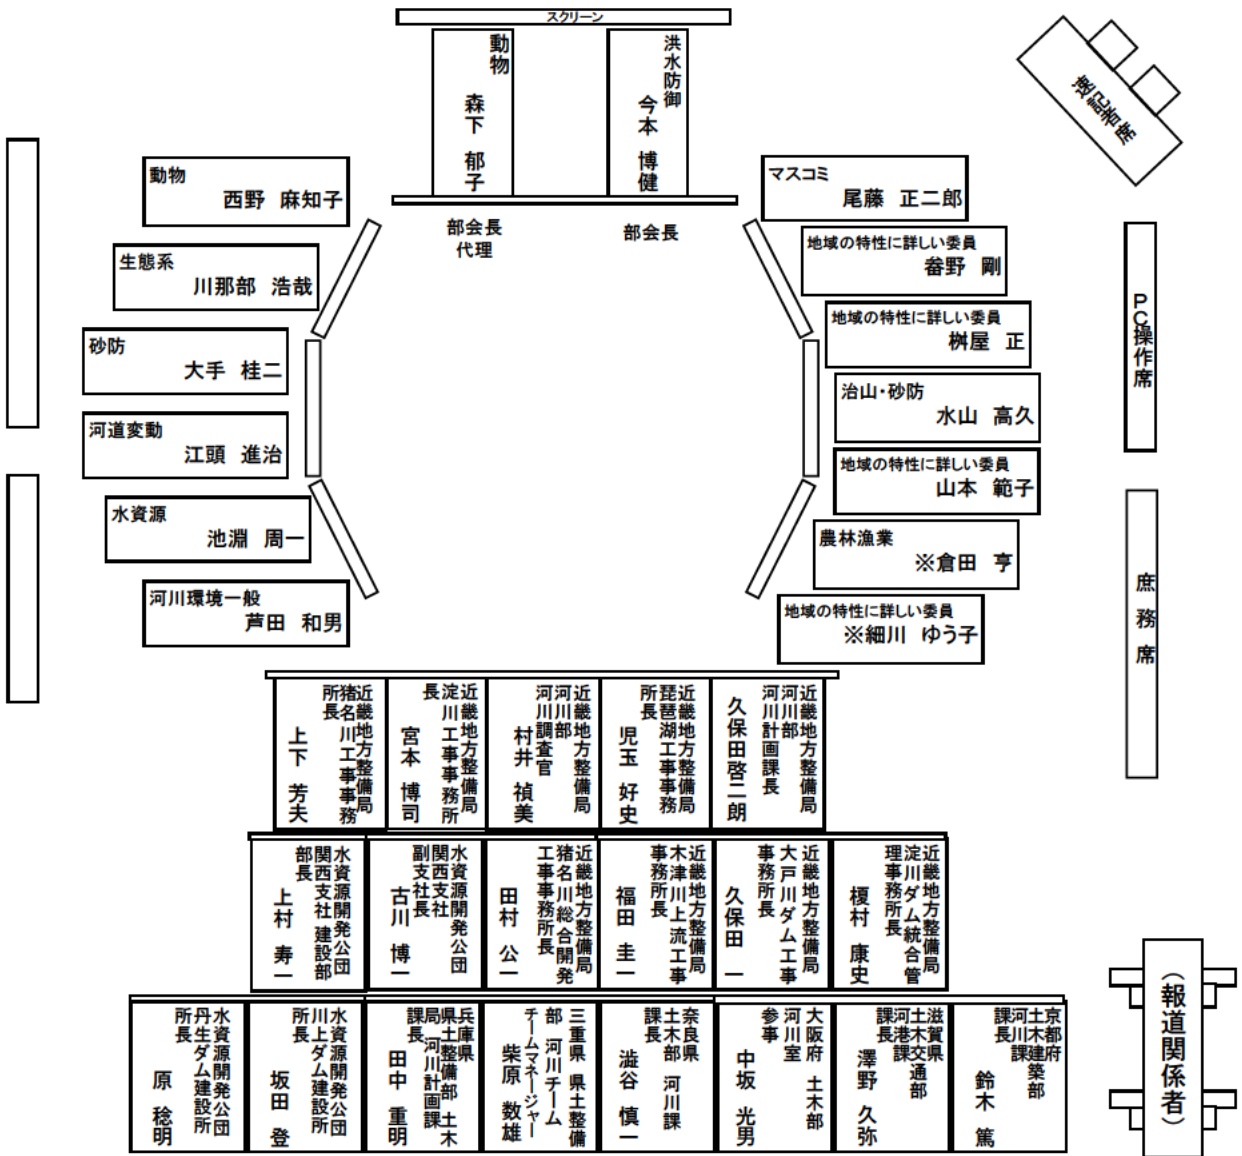 スクリーン
動物
森下 郁子
洪水防御
今本 博健
速記者席
部会長
代理
部会長
動物
西野 麻知子
生態系
川那部 浩哉
砂防
大手 桂二
河道変動
江頭 進治
水資源
池淵 周一
河川環境一般
芦田 和男
マスコミ
尾藤 正二郎
地域の特性に詳しい委員
畚野 剛
地域の特性に詳しい委員
桝屋 正
治山・砂防
水山 高久
地域の特性に詳しい委員
山本 範子
農林漁業
※倉田 亨
地域の特性に詳しい委員
※細川 ゆう子
PC操作席
庶務席
近畿地方整備局
猪名川工事事務
所長
上下 芳夫
近畿地方整備局
淀川工事事務所
長
宮本 博司
近畿地方整備局
河川部
河川調査官
村井 禎美
近畿地方整備局
琵琶湖工事事務
所長
児玉 好史
近畿地方整備局
河川部
河川計画課長
久保田啓二朗
水資源開発公団
関西支社 建設部
部長
上村 寿一
水資源開発公団
関西支社
副支社長
古川 博一
近畿地方整備局
猪名川総合開発
工事事務所長
田村 公一
近畿地方整備局
木津川上流工事
事務所長
福田 圭一
近畿地方整備局
大戸川ダム工事
事務所長
久保田 一
近畿地方整備局
淀川ダム統合管
理事務所長
榎村 康史
水資源開発公団
丹生ダム建設所
所長
原 稔明
水資源開発公団
川上ダム建設所
所長
坂田 登
兵庫県
県土整備部 土木
局 河川計画課
課長
田中 重明
三重県 県土整備
部 河川チーム
チームマネージャー
柴原 数雄
奈良県
土木部 河川課
課長
澁谷 慎一
大阪府 土木部
河川室
参事
中坂 光男
滋賀県
土木交通部
河港課
課長
澤野 久弥
京都府
土木建築部
河川課
課長
鈴木 篤
(報道関係者)